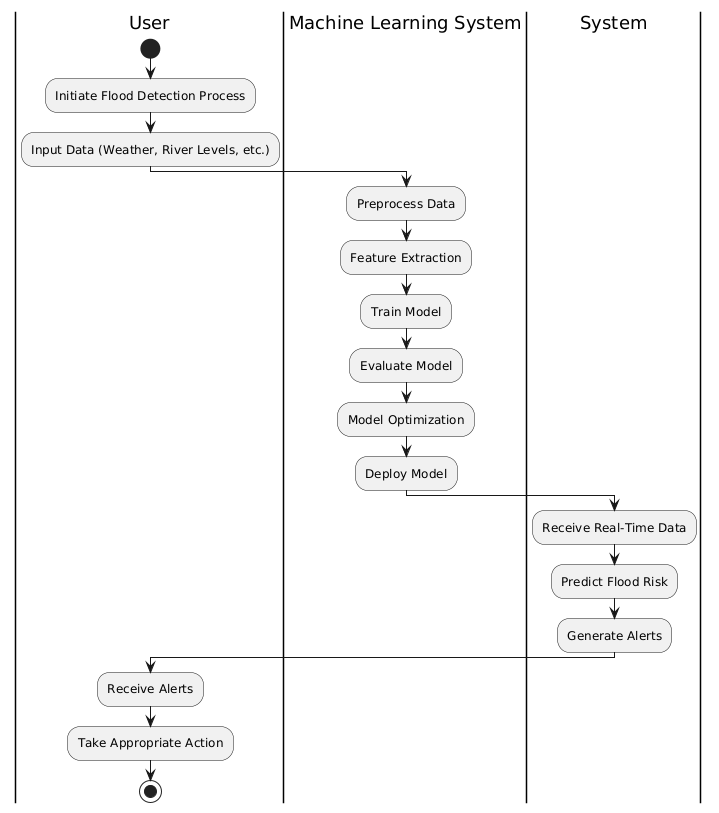 User
Machine Learning System
System
Initiate Flood Detection Process
Input Data (Weather, River Levels, etc.)
Preprocess Data
Feature Extraction
Train Model
Evaluate Model
Model Optimization
Deploy Model
Receive Real-Time Data
Predict Flood Risk
Generate Alerts
Receive Alerts
Take Appropriate Action